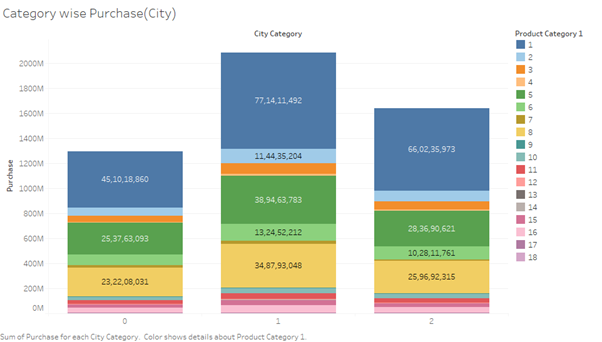 Category wise Purchase(City)
City Category
Product Category 1
1
2
3
4
5
6
7
8
9
10
11
12
13
14
15
16
17
18
Purchase
2000M
1800M
1600M
1400M
1200M
1000M
800M
600M
400M
200M
0M
45,10,18,860
25,37,63,093
23,22,08,031
77,14,11,492
11,44,35,204
38,94,63,783
13,24,52,212
34,87,93,048
66,02,35,973
28,36,90,621
10,28,11,761
25,96,92,315
0
1
2
Sum of Purchase for each City Category.  Color shows details about Product Category 1.